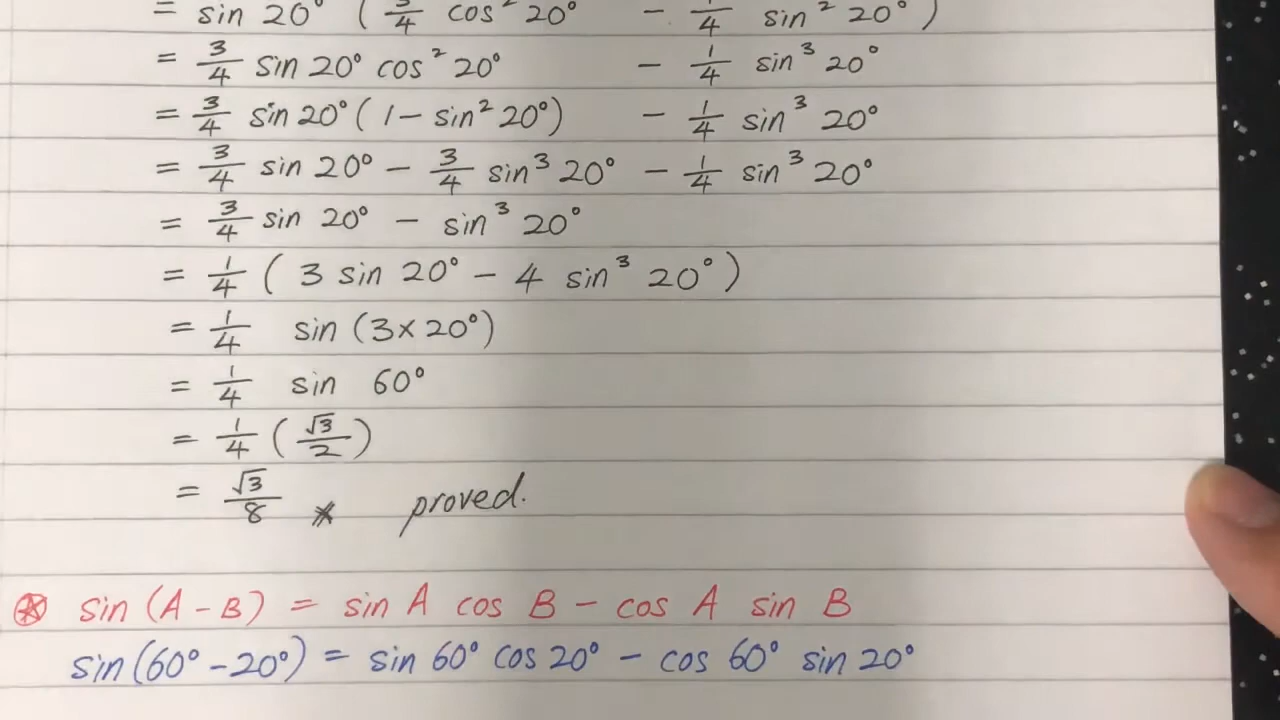 = sin 20° ( 3/4 cos² 20° - 1/4 sin² 20° )
= 3/4 sin 20° cos² 20° - 1/4 sin³ 20°
= 3/4 sin 20° ( 1 - sin² 20° ) - 1/4 sin³ 20°
= 3/4 sin 20° - 3/4 sin³ 20° - 1/4 sin³ 20°
= 3/4 sin 20° - sin³ 20°
= 1/4 ( 3 sin 20° - 4 sin³ 20° )
= 1/4 sin (3 × 20°)
= 1/4 sin 60°
= 1/4 ( √3/2 )
= √3/8 * proved.
⊛ sin (A - B) = sin A cos B - cos A sin B
sin (60° - 20°) = sin 60° cos 20° - cos 60° sin 20°